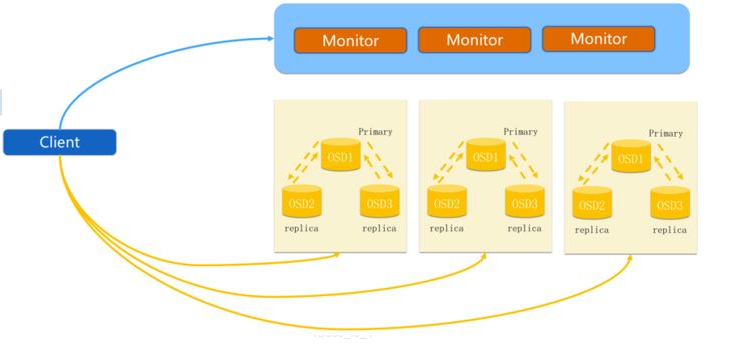 Monitor
Monitor
Monitor
Client
Primary
OSD1
OSD2
OSD3
replica
replica
Primary
OSD1
OSD2
OSD3
replica
replica
Primary
OSD1
OSD2
OSD3
replica
replica